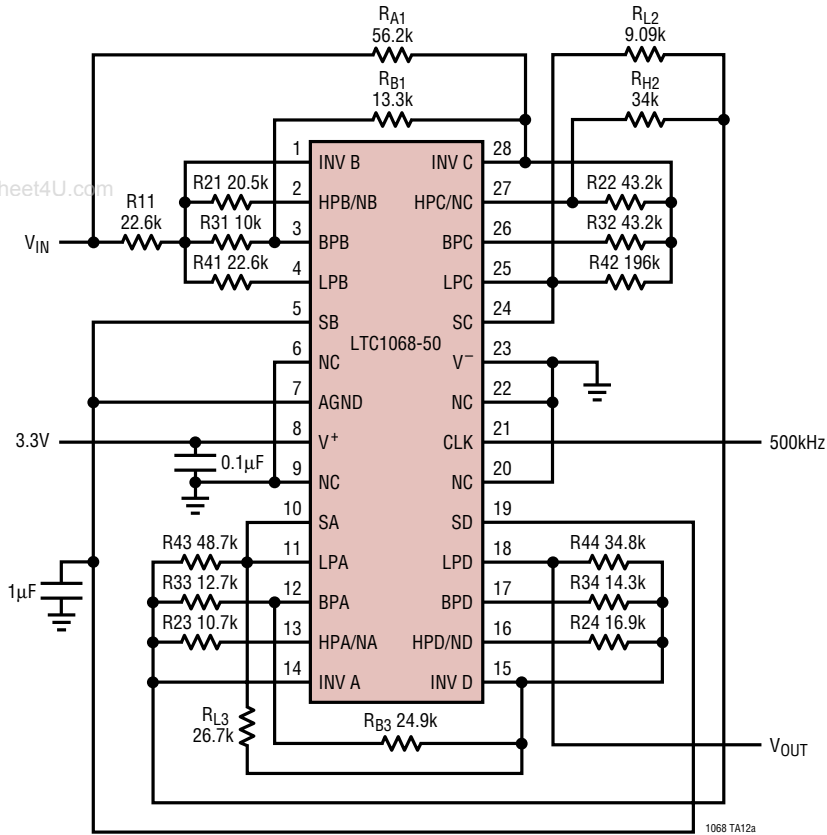 RA1
56.2k
RL2
9.09k
RB1
13.3k
RH2
34k
heet4U.com
1
INV B
INV C
28
R11
22.6k
R21 20.5k
2
HPB/NB
HPC/NC
27
R22 43.2k
VIN
R31 10k
3
BPB
BPC
26
R32 43.2k
R41 22.6k
4
LPB
LPC
25
R42 196k
5
SB
SC
24
LTC1068-50
6
NC
V–
23
7
AGND
NC
22
3.3V
8
V+
CLK
21
500kHz
0.1µF
9
NC
NC
20
10
SA
SD
19
R43 48.7k
11
LPA
LPD
18
R44 34.8k
1µF
R33 12.7k
12
BPA
BPD
17
R34 14.3k
R23 10.7k
13
HPA/NA
HPD/ND
16
R24 16.9k
14
INV A
INV D
15
RL3
26.7k
RB3 24.9k
VOUT
1068 TA12a